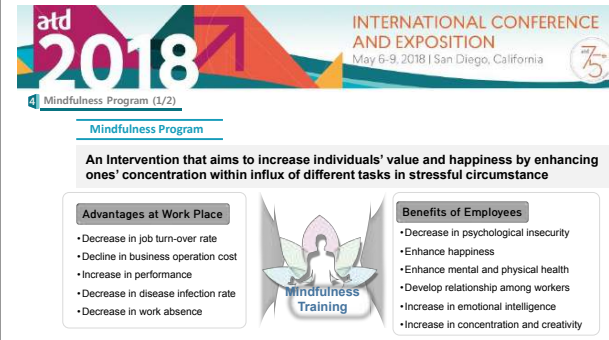 atd
2018
INTERNATIONAL CONFERENCE
AND EXPOSITION
May 6-9, 2018 | San Diego, California
atd
75
4 Mindfulness Program (1/2)
Mindfulness Program
An Intervention that aims to increase individuals' value and happiness by enhancing
ones' concentration within influx of different tasks in stressful circumstance
Advantages at Work Place
•Decrease in job turn-over rate
•Decline in business operation cost
•Increase in performance
•Decrease in disease infection rate
•Decrease in work absence
Mindfulness
Training
Benefits of Employees
•Decrease in psychological insecurity
•Enhance happiness
•Enhance mental and physical health
•Develop relationship among workers
•Increase in emotional intelligence
•Increase in concentration and creativity